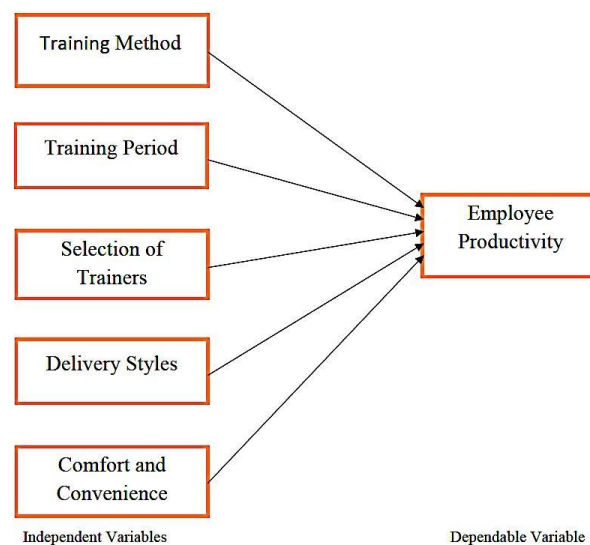 Training Method
Training Period
Selection of
Trainers
Delivery Styles
Comfort and
Convenience
Employee
Productivity
Independent Variables
Dependable Variable